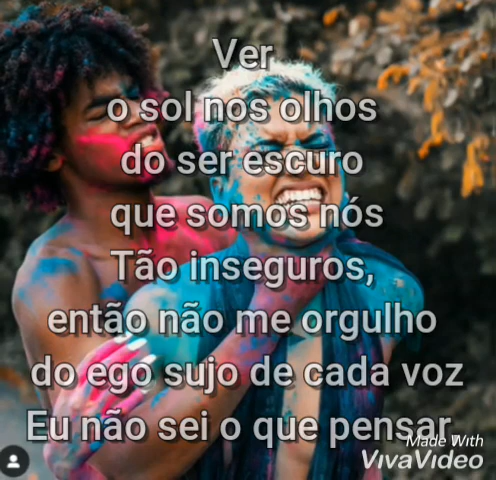 Ver
o sol nos olhos
do ser escuro
que somos nós
Tão inseguros,
então não me orgulho
do ego sujo de cada voz
Eu não sei o que pensar
Made With
VivaVideo